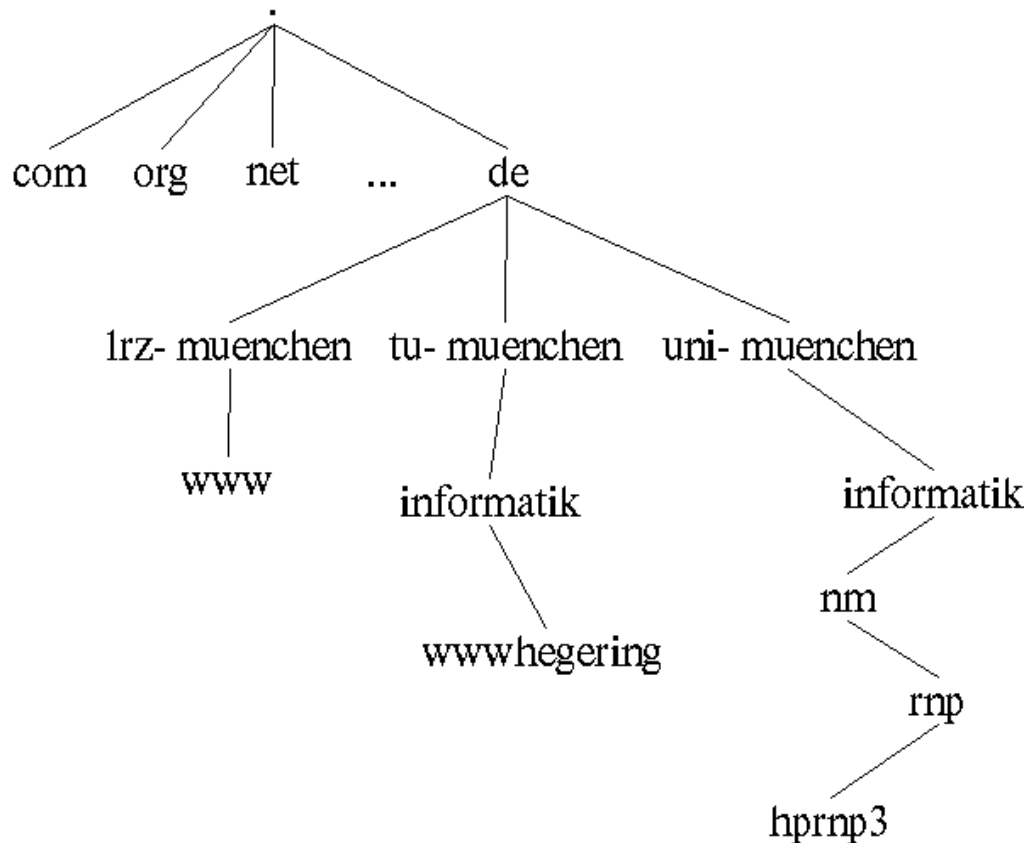 .
com org net ... de
lrz- muenchen tu- muenchen uni- muenchen
www informatik informatik
nm
wwwhegering
rnp
hprnp3